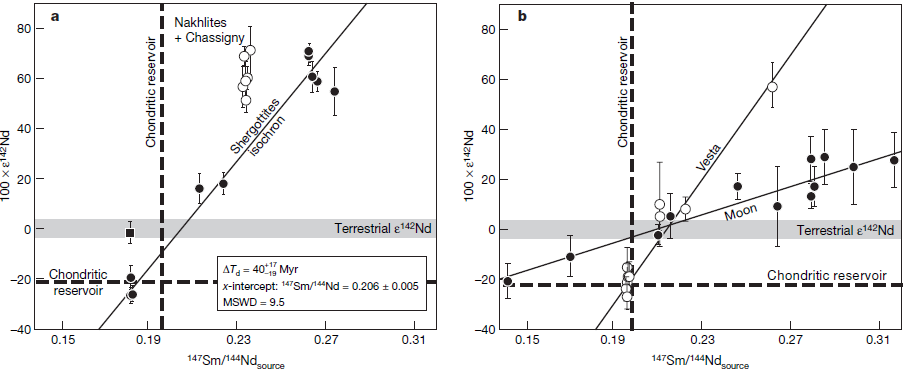 a
80
60
40
20
0
–20
–40
100 × ε142Nd
Nakhlites
+ Chassigny
Chondritic reservoir
Shergottites
isochron
Terrestrial ε142Nd
Chondritic
reservoir
ΔTd = 40+17−19 Myr
x-intercept: 147Sm/144Nd = 0.206 ± 0.005
MSWD = 9.5
0.15
0.19
0.23
0.27
0.31
147Sm/144Ndsource
b
80
60
40
20
0
–20
–40
100 × ε142Nd
Chondritic reservoir
Vesta
Moon
Terrestrial ε142Nd
Chondritic reservoir
0.15
0.19
0.23
0.27
0.31
147Sm/144Ndsource